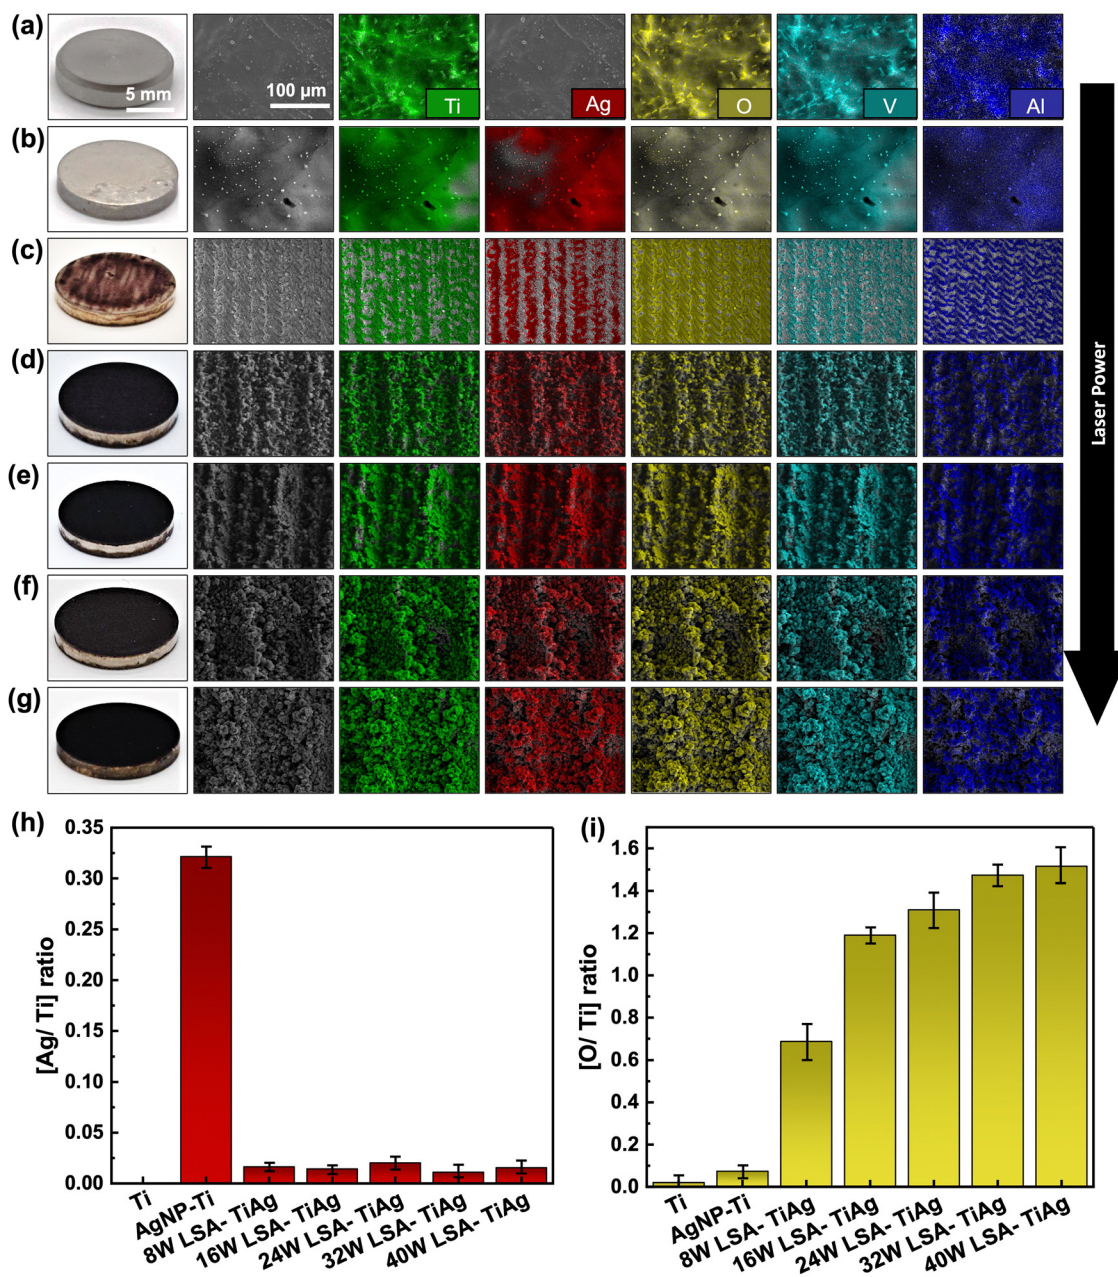 (a)
5 mm
100 µm
Ti
Ag
O
V
Al
(b)
(c)
(d)
(e)
(f)
(g)
Laser Power
(h)
[Ag/ Ti] ratio
0.35
0.30
0.25
0.20
0.15
0.10
0.05
0.00
Ti
AgNP-Ti
8W LSA- TiAg
16W LSA- TiAg
24W LSA- TiAg
32W LSA- TiAg
40W LSA- TiAg
(i)
[O/ Ti] ratio
1.6
1.4
1.2
1.0
0.8
0.6
0.4
0.2
0.0
Ti
AgNP-Ti
8W LSA- TiAg
16W LSA- TiAg
24W LSA- TiAg
32W LSA- TiAg
40W LSA- TiAg